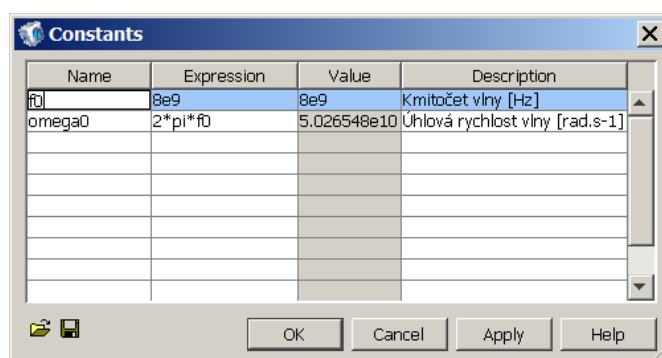 Constants
Name Expression Value Description
f0 8e9 8e9 Kmitočet vlny [Hz]
omega0 2*pi*f0 5.026548e10 Úhlová rychlost vlny [rad.s-1]
OK Cancel Apply Help